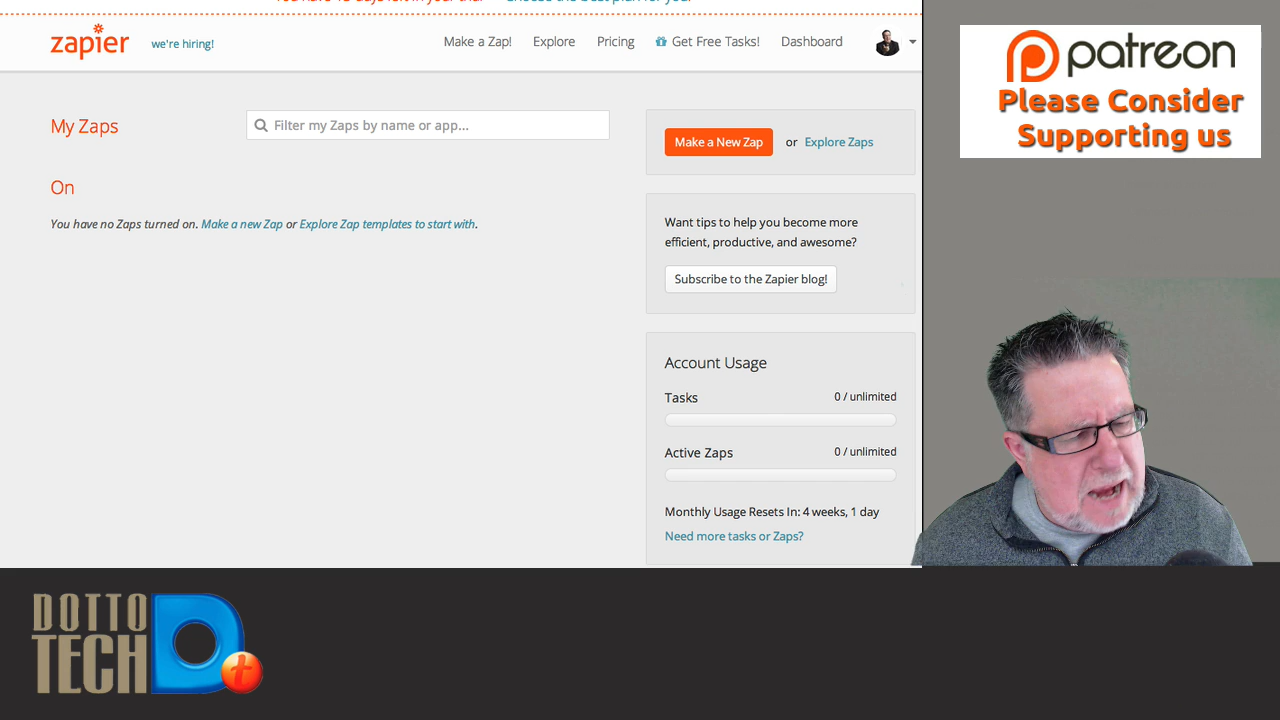 zapier
we're hiring!
Make a Zap!
Explore
Pricing
Get Free Tasks!
Dashboard
My Zaps
Filter my Zaps by name or app...
On
You have no Zaps turned on. Make a new Zap or Explore Zap templates to start with.
Make a New Zap or Explore Zaps
Want tips to help you become more
efficient, productive, and awesome?
Subscribe to the Zapier blog!
Account Usage
Tasks 0 / unlimited
Active Zaps 0 / unlimited
Monthly Usage Resets In: 4 weeks, 1 day
Need more tasks or Zaps?
patreon
Please Consider
Supporting us
DOTTO
TECH